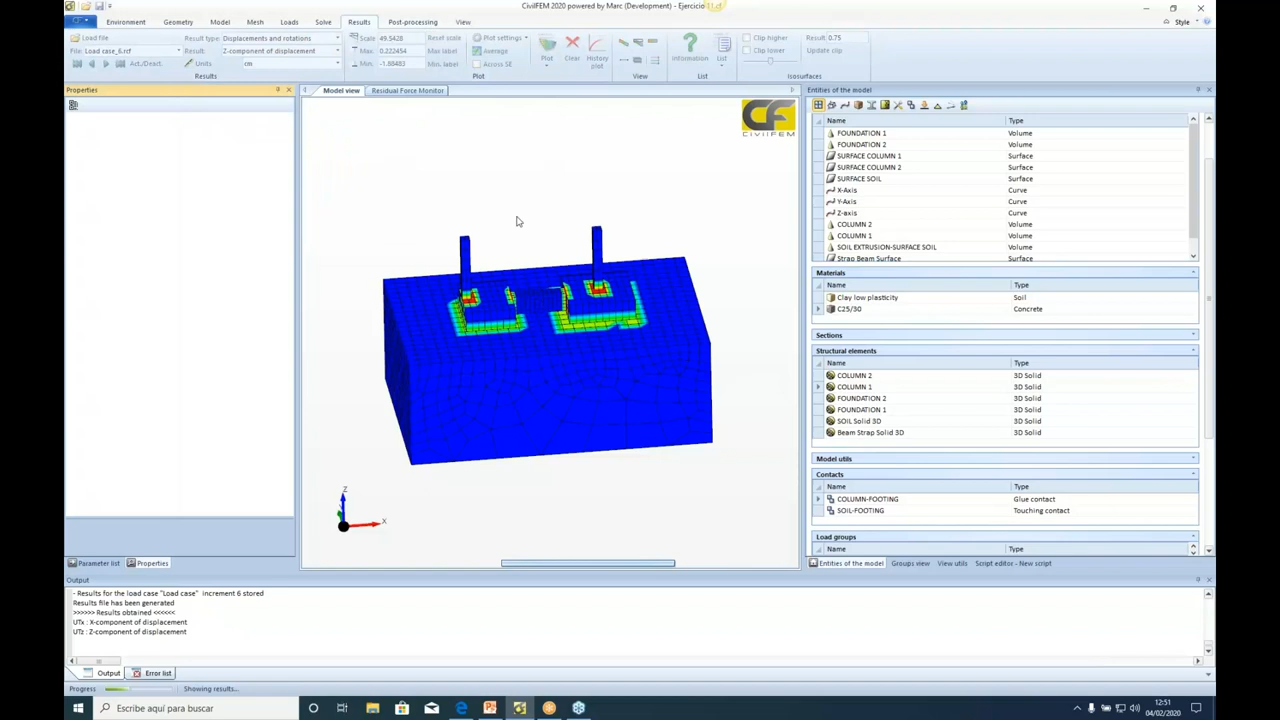 CivilFEM 2020 powered by Marc (Development) - Ejercicio
Environment Geometry Model Mesh Loads Solve Results Post-processing View
Style
Load file
File: Load case_6.rcf
Act./Deact.
Results
Result type: Displacements and rotations
Result: Z-component of displacement
Units cm
Scale 49.5428 Reset scale
Max. 0.222454 Max label
Min. -1.88483 Min. label
Plot settings
Average
Across SE
Plot
Plot Clear History plot
View
Information List
List
Clip higher
Clip lower
Result 0.75
Update clip
Isosurfaces
Properties
Model view Residual Force Monitor
CF
CIVILFEM
Z
X
Parameter list Properties
Entities of the model
Name Type
FOUNDATION 1 Volume
FOUNDATION 2 Volume
SURFACE COLUMN 1 Surface
SURFACE COLUMN 2 Surface
SURFACE SOIL Surface
X-Axis Curve
Y-Axis Curve
Z-axis Curve
COLUMN 2 Volume
COLUMN 1 Volume
SOIL EXTRUSION-SURFACE SOIL Volume
Strap Beam Surface Surface
Materials
Name Type
Clay low plasticity Soil
C25/30 Concrete
Sections
Structural elements
Name Type
COLUMN 2 3D Solid
COLUMN 1 3D Solid
FOUNDATION 2 3D Solid
FOUNDATION 1 3D Solid
SOIL Solid 3D 3D Solid
Beam Strap Solid 3D 3D Solid
Model utils
Contacts
Name Type
COLUMN-FOOTING Glue contact
SOIL-FOOTING Touching contact
Load groups
Name Type
Entities of the model Groups view View utils Script editor - New script
Output
- Results for the load case "Load case" increment 6 stored
Results file has been generated
>>>>>> Results obtained <<<<<<
UTx : X-component of displacement
UTz : Z-component of displacement
Output Error list
Progress Showing results...
Escribe aquí para buscar
12:51
04/02/2020